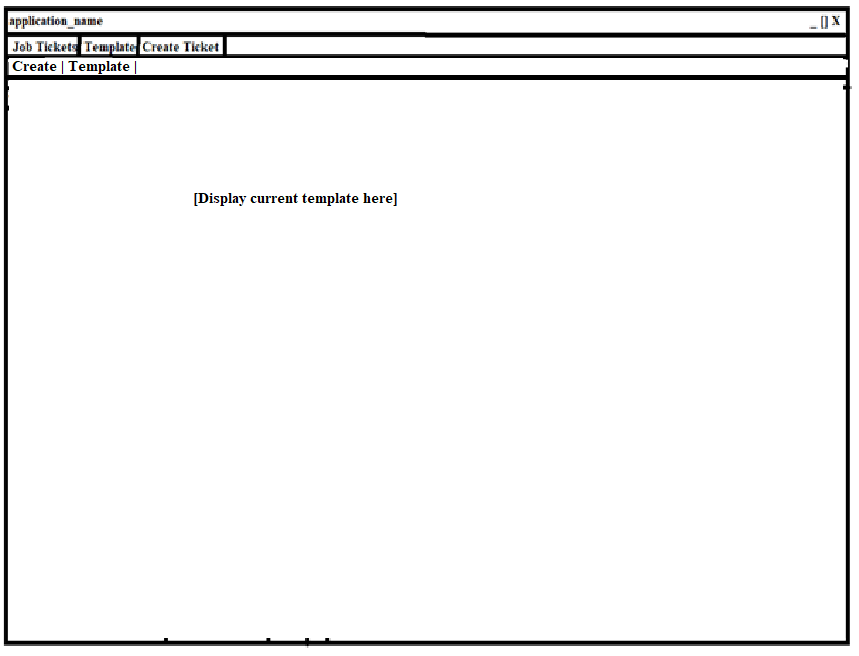 application_name _ [] X
Job Tickets Template Create Ticket
Create | Template |
[Display current template here]